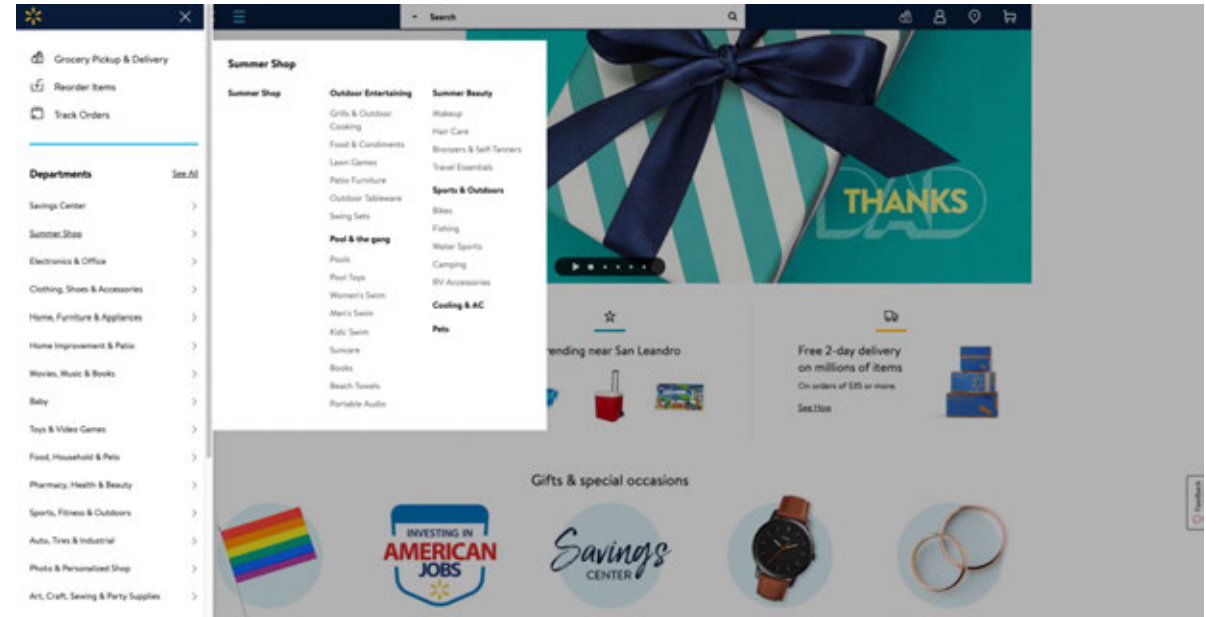 Search
Grocery Pickup & Delivery
Reorder Items
Track Orders
Departments
See All
Savings Center
Summer Shop
Electronics & Office
Clothing, Shoes & Accessories
Home, Furniture & Appliances
Home Improvement & Patio
Movies, Music & Books
Baby
Toys & Video Games
Food, Household & Pets
Pharmacy, Health & Beauty
Sports, Fitness & Outdoors
Auto, Tires & Industrial
Photo & Personalized Shop
Art, Craft, Sewing & Party Supplies
Summer Shop
Summer Shop
Outdoor Entertaining
Grills & Outdoor
Cooking
Food & Condiments
Lawn Games
Patio Furniture
Outdoor Tableware
Swing Sets
Pool & the gang
Pools
Pool Toys
Women's Swim
Men's Swim
Kids' Swim
Suncare
Books
Beach Towels
Portable Audio
Summer Beauty
Makeup
Hair Care
Bronzers & Self Tanners
Travel Essentials
Sports & Outdoors
Bikes
Fishing
Water Sports
Camping
RV Accessories
Cooling & AC
Pets
THANKS
DAD
rending near San Leandro
Free 2-day delivery
on millions of items
On orders of $35 or more.
See How
Gifts & special occasions
INVESTING IN
AMERICAN
JOBS
Savings
CENTER
Feedback